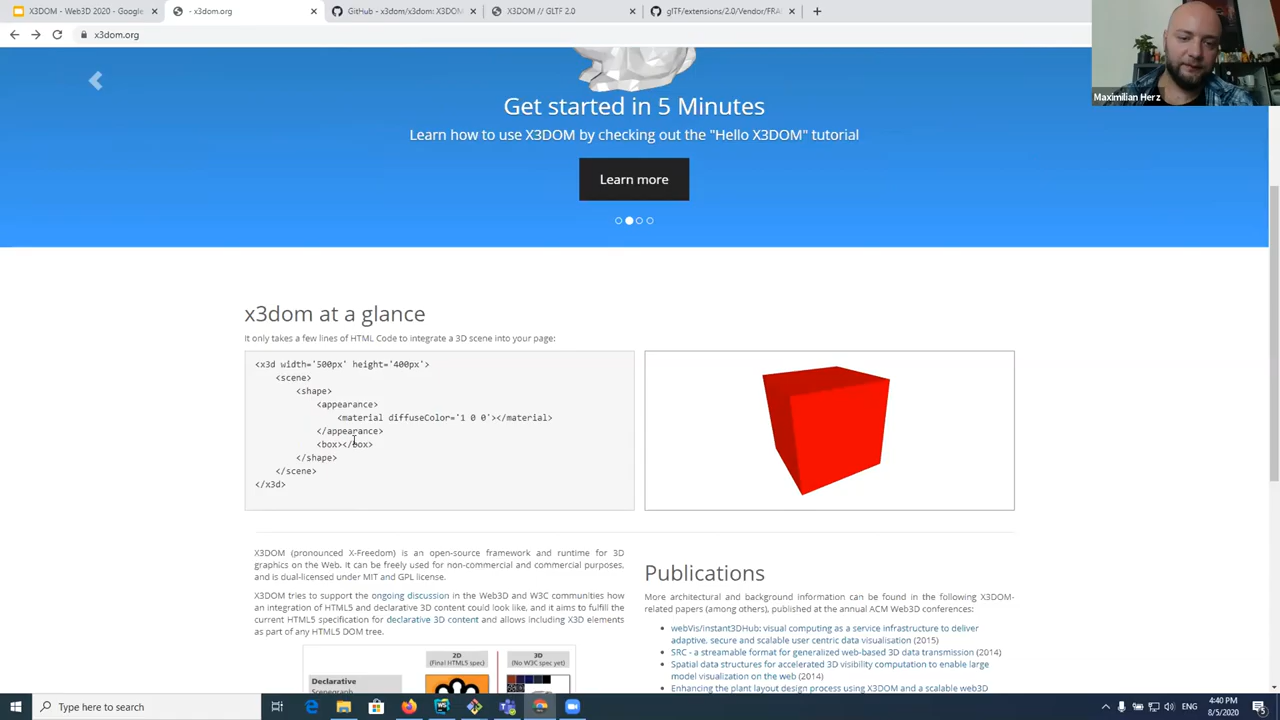 X3DOM - Web3D 2020 - Google
- x3dom.org
GitHub - x3dom/x3dom: X3DOM
X3DOM // GLTF 2.0
glTF/extensions/2.0/Vendor/FRA
x3dom.org
Maximilian Herz
Get started in 5 Minutes
Learn how to use X3DOM by checking out the "Hello X3DOM" tutorial
Learn more
x3dom at a glance
It only takes a few lines of HTML Code to integrate a 3D scene into your page:
<x3d width='500px' height='400px'>
<scene>
<shape>
<appearance>
<material diffuseColor='1 0 0'></material>
</appearance>
<box></box>
</shape>
</scene>
</x3d>
X3DOM (pronounced X-Freedom) is an open-source framework and runtime for 3D
graphics on the Web. It can be freely used for non-commercial and commercial purposes,
and is dual-licensed under MIT and GPL license.
X3DOM tries to support the ongoing discussion in the Web3D and W3C communities how
an integration of HTML5 and declarative 3D content could look like, and it aims to fulfill the
current HTML5 specification for declarative 3D content and allows including X3D elements
as part of any HTML5 DOM tree.
2D
(Final HTML5 spec)
3D
(No W3C spec yet)
Declarative
Scenegraph
Publications
More architectural and background information can be found in the following X3DOM-
related papers (among others), published at the annual ACM Web3D conferences:
webVis/instant3DHub: visual computing as a service infrastructure to deliver
adaptive, secure and scalable user centric data visualisation (2015)
SRC - a streamable format for generalized web-based 3D data transmission (2014)
Spatial data structures for accelerated 3D visibility computation to enable large
model visualization on the web (2014)
Enhancing the plant layout design process using X3DOM and a scalable web3D
Type here to search
ENG
4:40 PM
8/5/2020
5